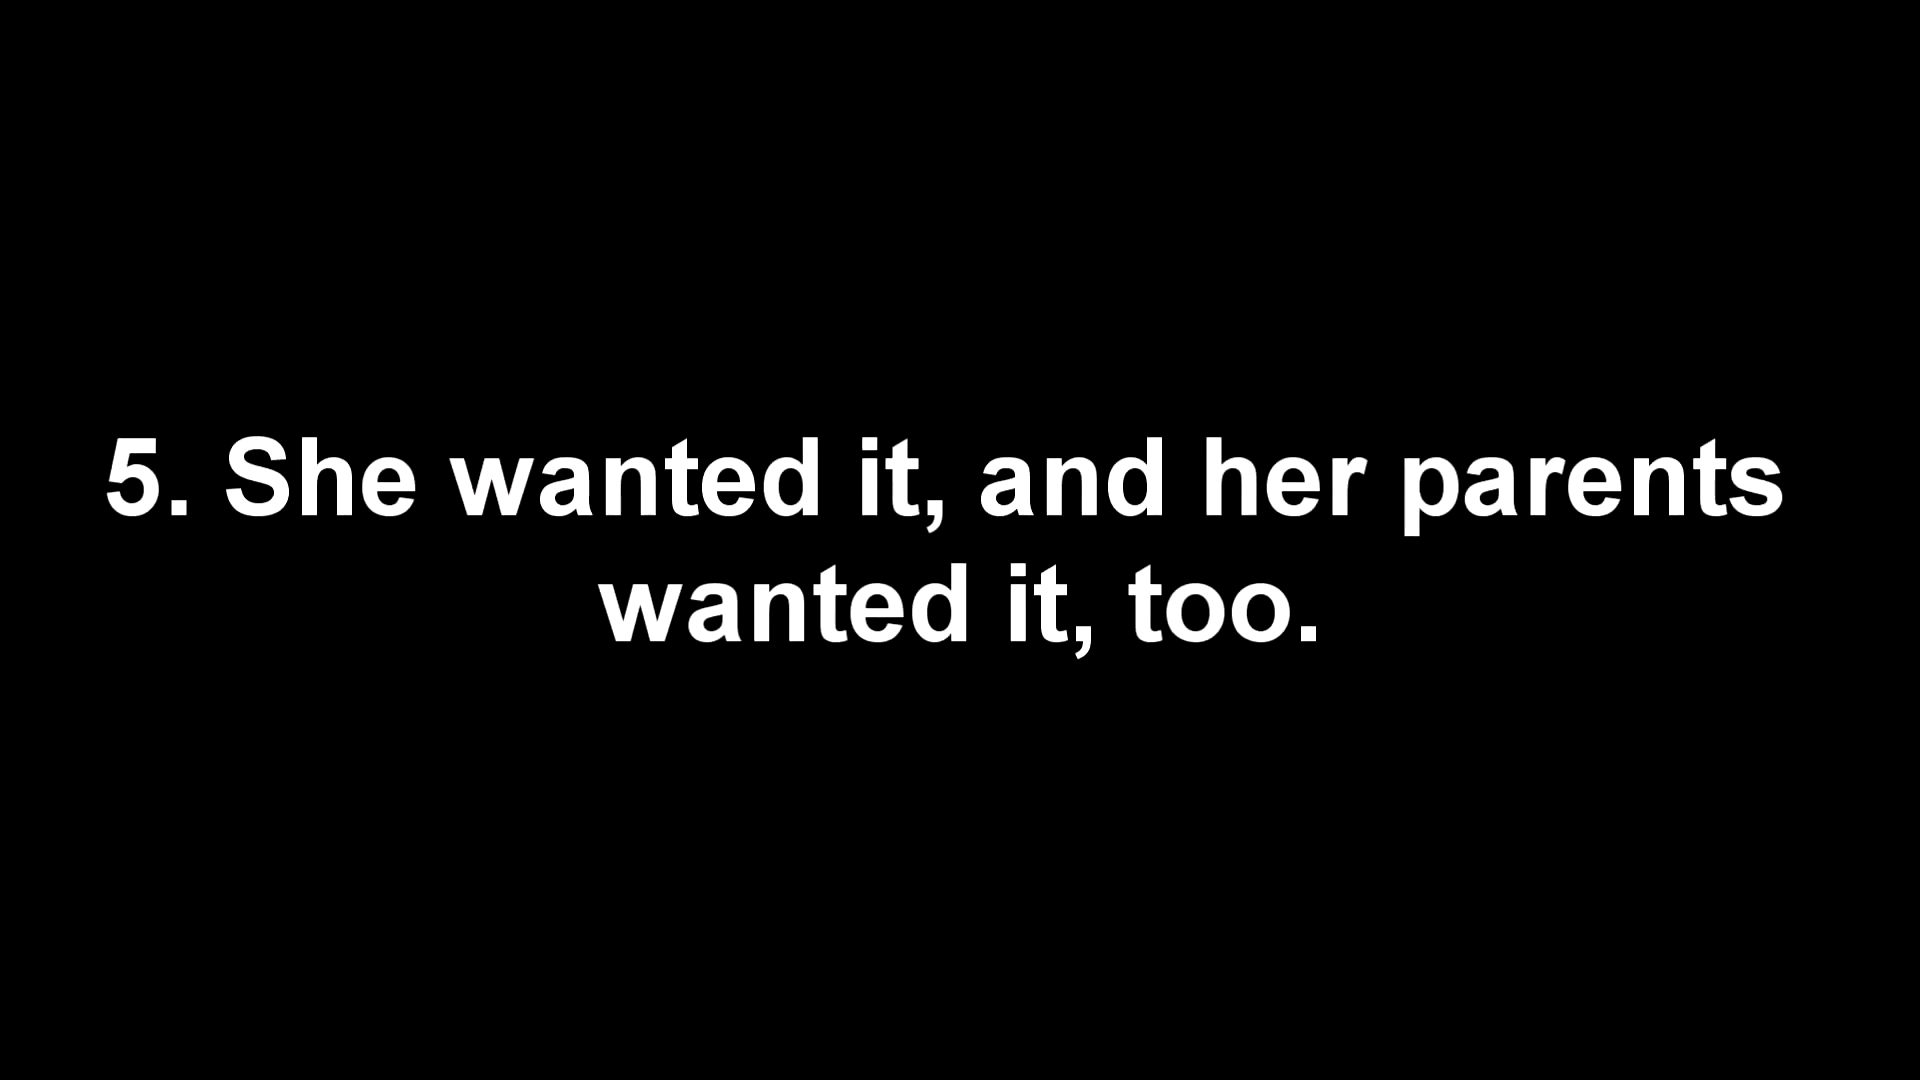 5. She wanted it, and her parents
wanted it, too.